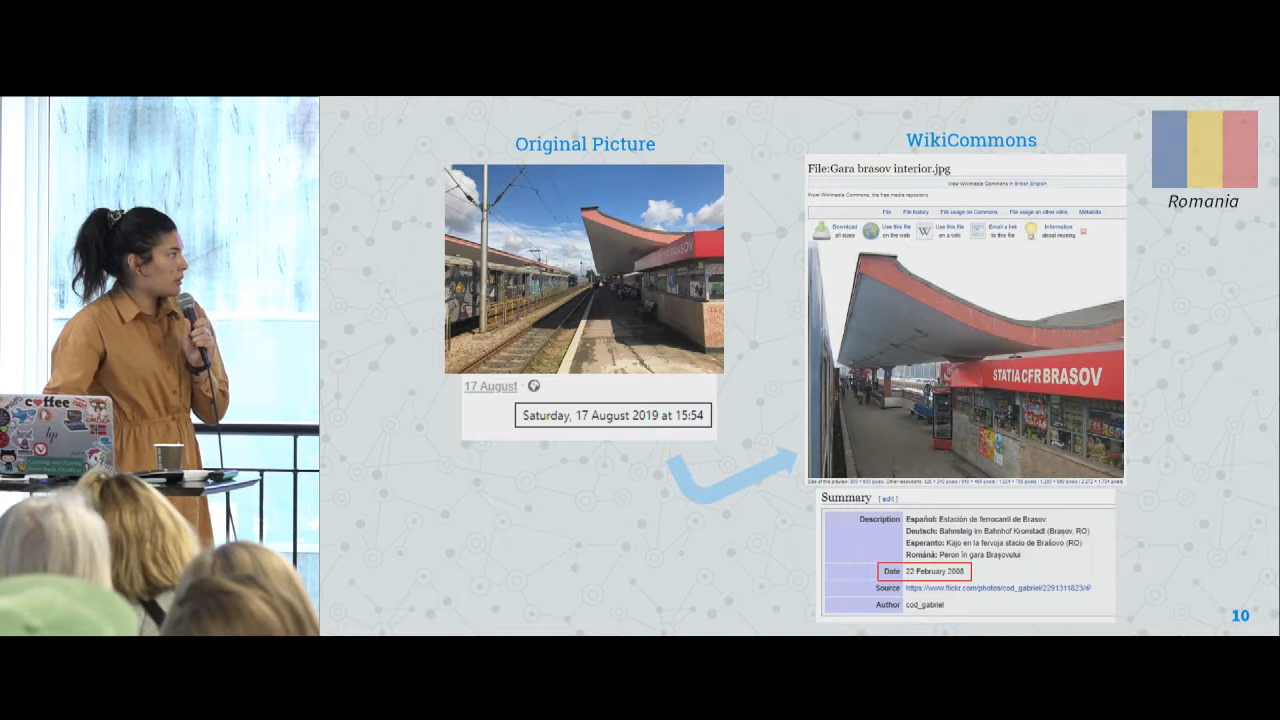 Original Picture
WikiCommons
Romania
File:Gara brasov interior.jpg
View Wikimedia Commons in British English
From Wikimedia Commons, the free media repository
File File history File usage on Commons File usage on other wikis Metadata
Download all sizes
Use this file on the web
Use this file on a wiki
Email a link to this file
Information about reusing
BRASOV
STATIA CFR BRASOV
17 August
Saturday, 17 August 2019 at 15:54
Summary [ edit ]
Description Español: Estación de ferrocarril de Brasov.
Deutsch: Bahnsteig im Bahnhof Kronstadt (Brașov, RO)
Esperanto: Kajo en la fervoja stacio de Braŝovo (RO)
Română: Peron în gara Brașovului
Date 22 February 2008
Source https://www.flickr.com/photos/cod_gabriel/2291311823/
Author cod_gabriel
10
c ffee
hp